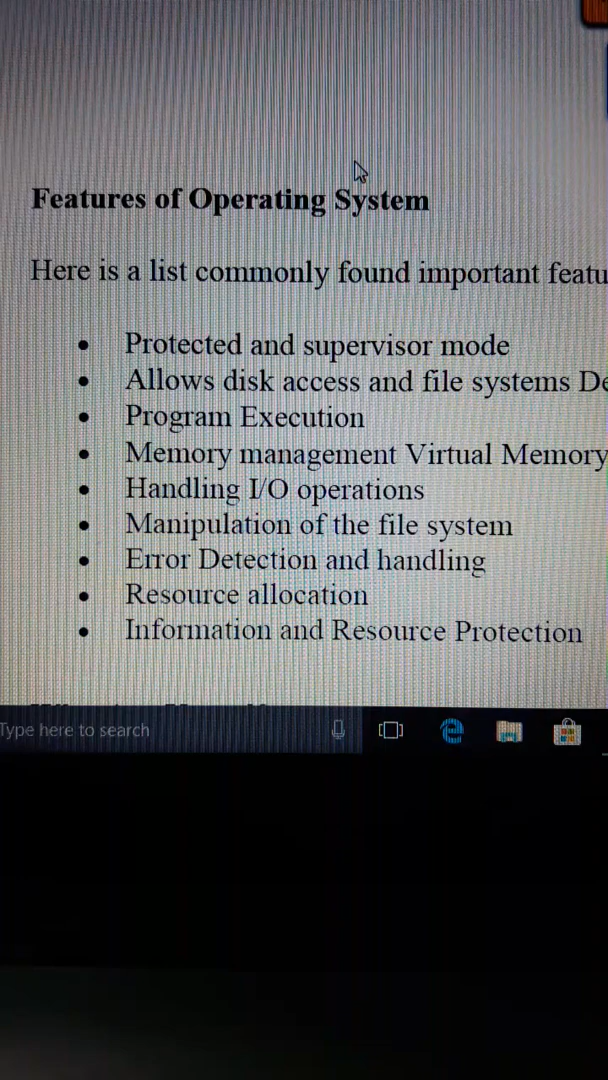 Features of Operating System
Here is a list commonly found important featu
• Protected and supervisor mode
• Allows disk access and file systems De
• Program Execution
• Memory management Virtual Memory
• Handling I/O operations
• Manipulation of the file system
• Error Detection and handling
• Resource allocation
• Information and Resource Protection
Type here to search